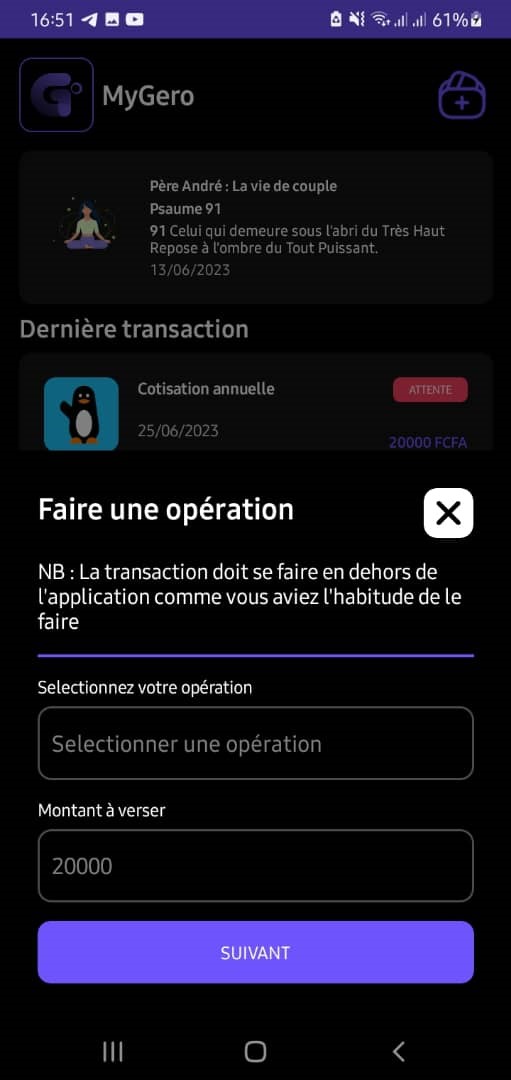 16:51
61%
MyGero
Père André : La vie de couple
Psaume 91
91 Celui qui demeure sous l'abri du Très Haut
Repose à l'ombre du Tout Puissant.
13/06/2023
Dernière transaction
Cotisation annuelle
ATTENTE
25/06/2023
20000 FCFA
Faire une opération
NB : La transaction doit se faire en dehors de
l'application comme vous aviez l'habitude de le
faire
Selectionnez votre opération
Selectionner une opération
Montant à verser
20000
SUIVANT